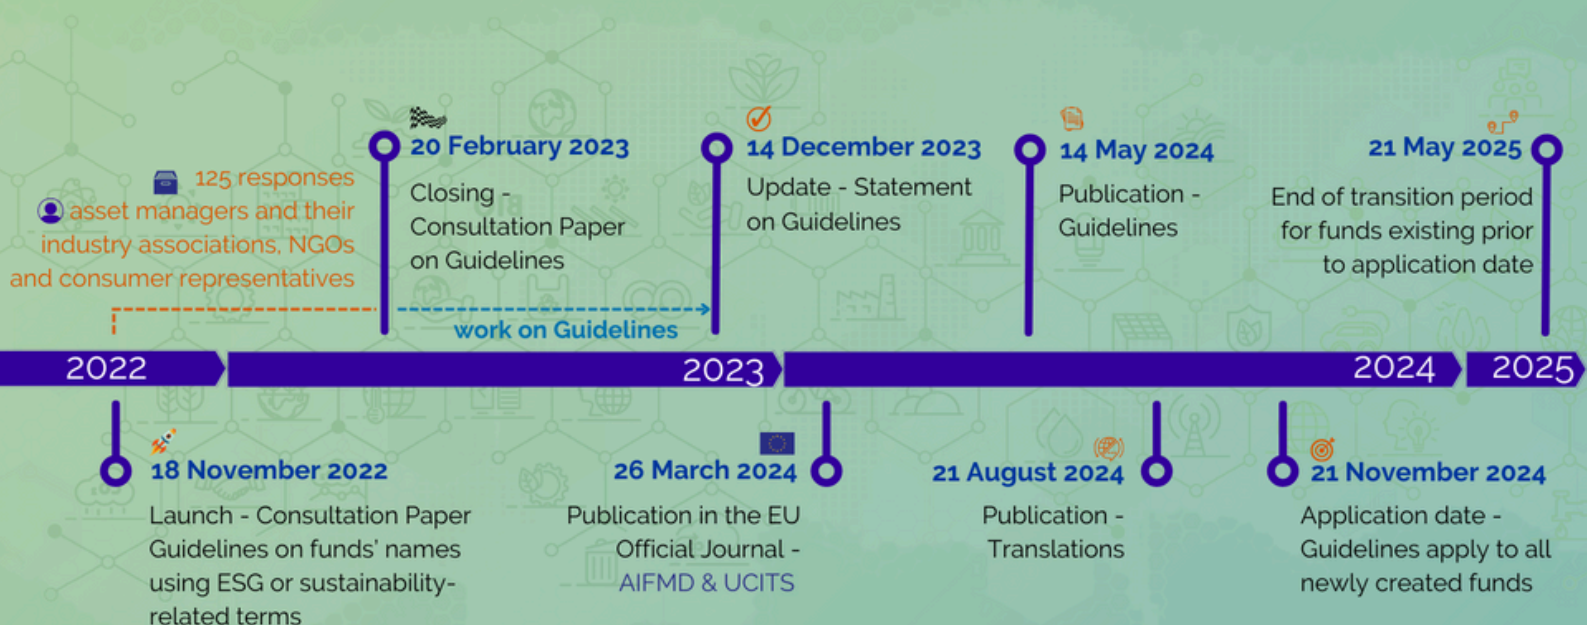 20 February 2023
Closing -
Consultation Paper
on Guidelines
14 December 2023
Update - Statement
on Guidelines
14 May 2024
Publication -
Guidelines
21 May 2025
End of transition period
for funds existing prior
to application date
125 responses
asset managers and their
industry associations, NGOs
and consumer representatives
work on Guidelines
2022
2023
2024
2025
18 November 2022
Launch - Consultation Paper
Guidelines on funds' names
using ESG or sustainability-
related terms
26 March 2024
Publication in the EU
Official Journal -
AIFMD & UCITS
21 August 2024
Publication -
Translations
21 November 2024
Application date -
Guidelines apply to all
newly created funds